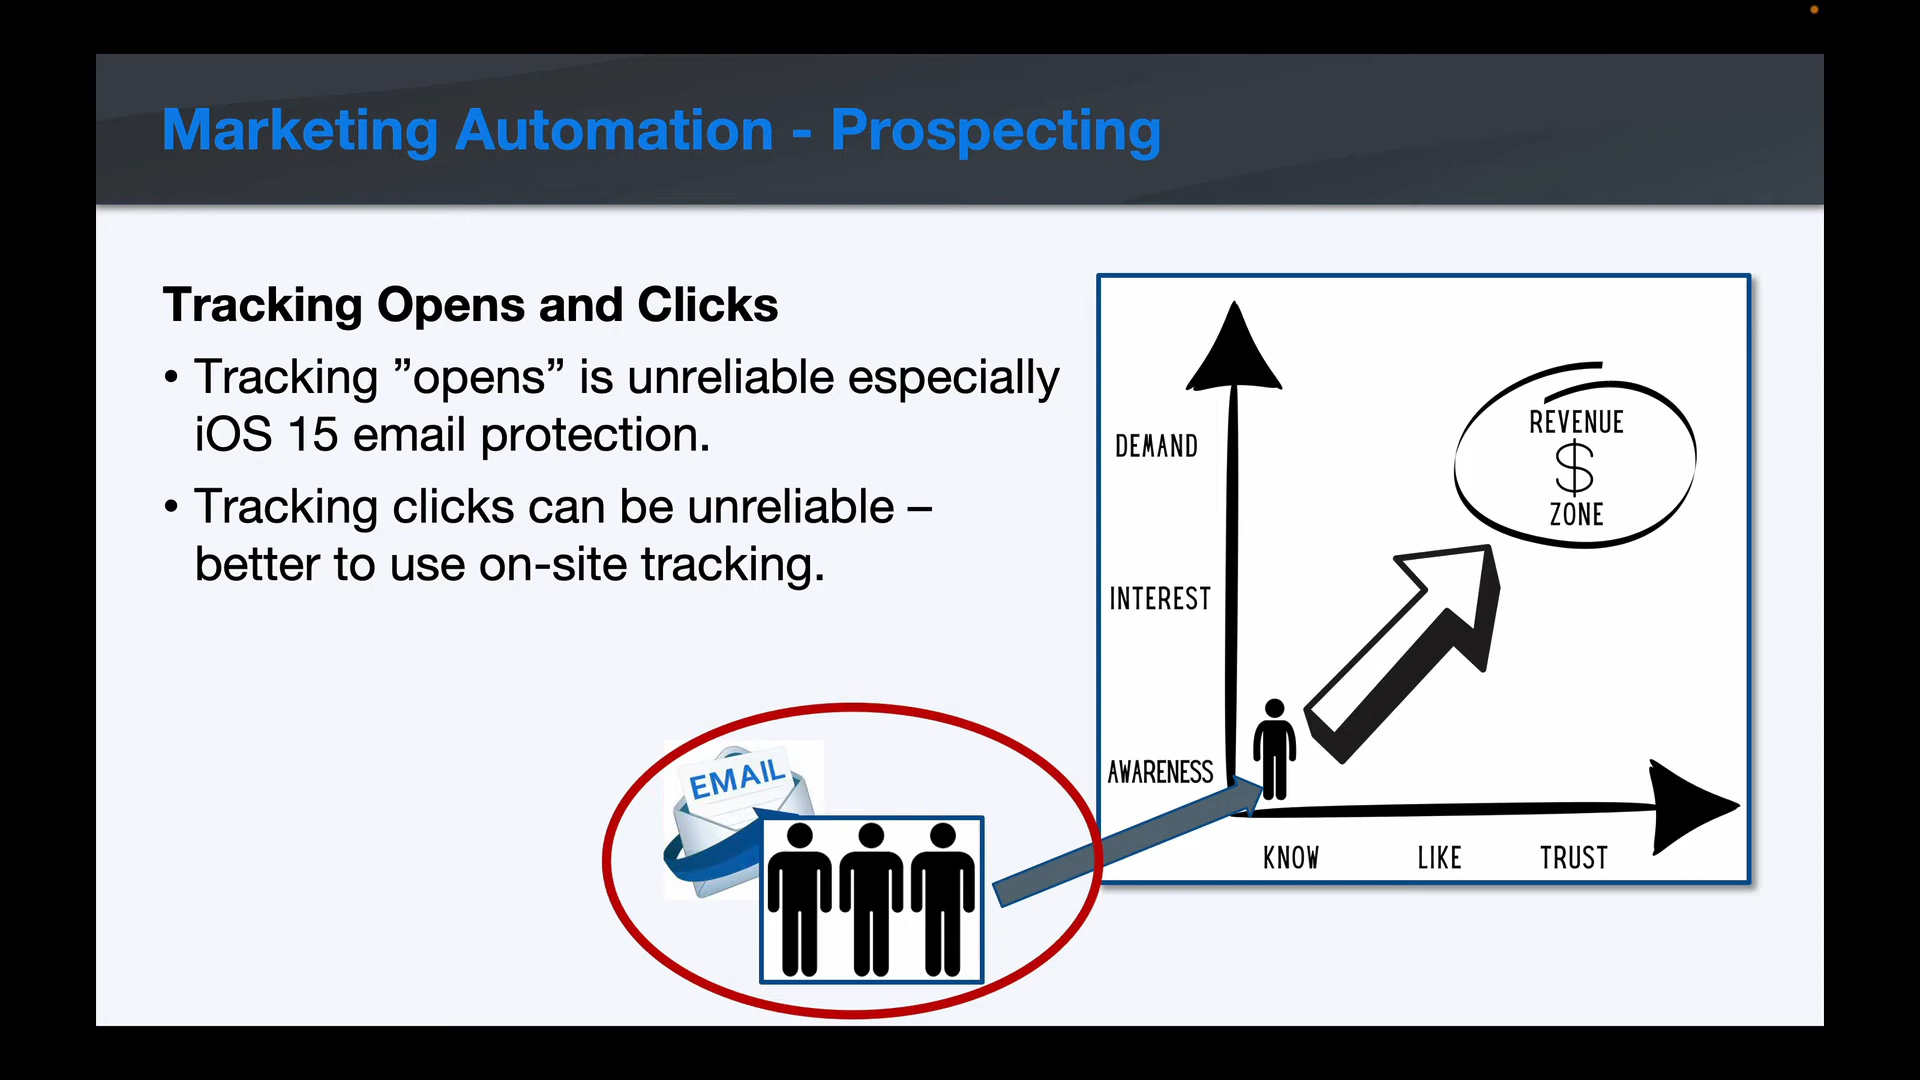 Marketing Automation - Prospecting
Tracking Opens and Clicks
• Tracking ”opens” is unreliable especially
iOS 15 email protection.
• Tracking clicks can be unreliable –
better to use on-site tracking.
EMAIL
DEMAND
INTEREST
AWARENESS
REVENUE
$
ZONE
KNOW LIKE TRUST